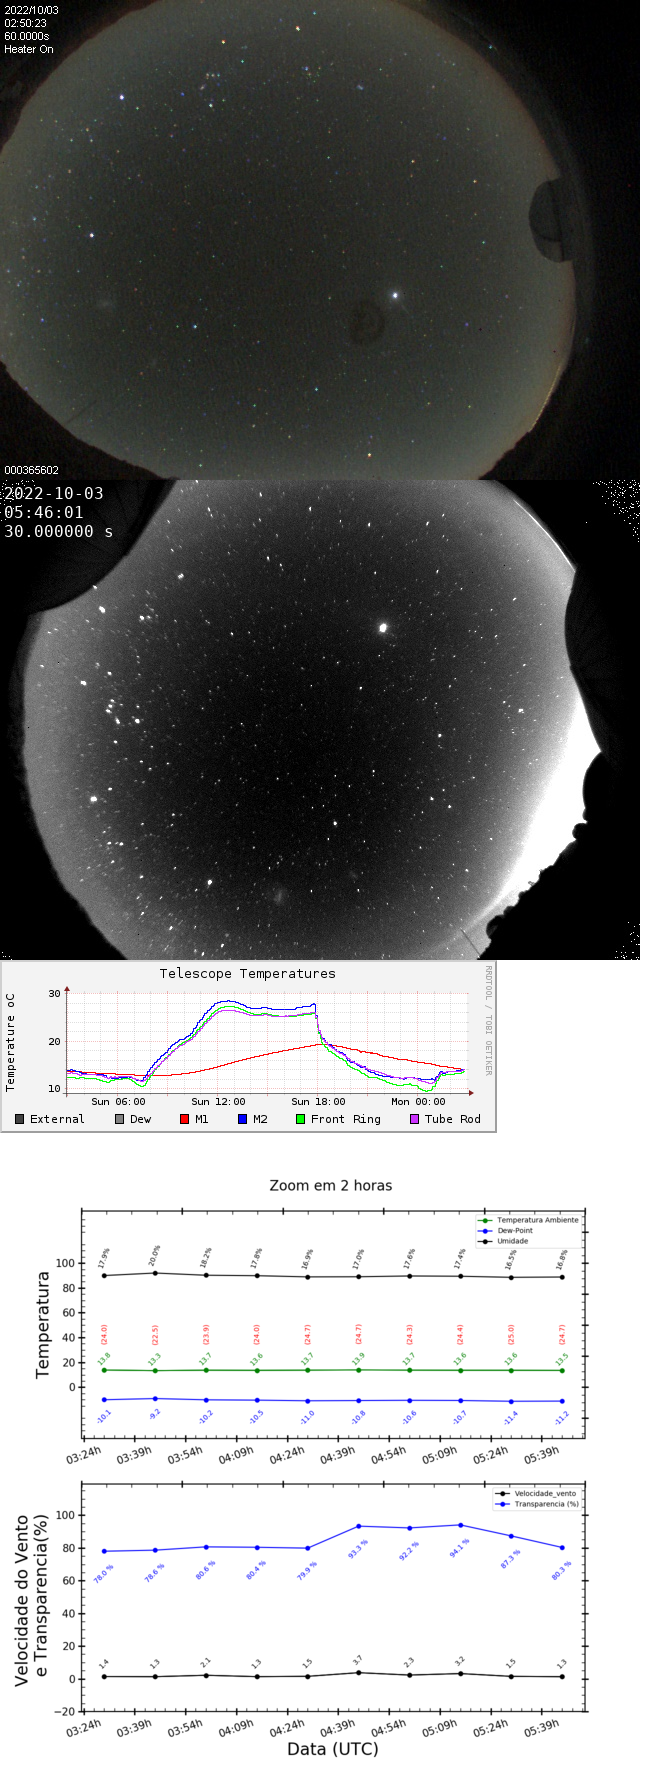 2022/10/03
02:50:23
60.0000s
Heater On
000365602
2022-10-03
05:46:01
30.000000 s
Telescope Temperatures
RRDTOOL / TOBI OETIKER
Temperature oC
30
20
10
Sun 06:00 Sun 12:00 Sun 18:00 Mon 00:00
External Dew M1 M2 Front Ring Tube Rod
Zoom em 2 horas
Temperatura Ambiente
Dew-Point
Umidade
Temperatura
100
80
60
40
20
0
17.9% 20.0% 18.2% 17.8% 16.9% 17.0% 17.6% 17.4% 16.5% 16.8%
(24.0) (22.5) (23.9) (24.0) (24.7) (24.7) (24.3) (24.4) (25.0) (24.7)
13.8 13.3 13.7 13.6 13.7 13.9 13.7 13.6 13.6 13.5
-10.1 -9.2 -10.2 -10.5 -11.0 -10.8 -10.6 -10.7 -11.4 -11.2
03:24h 03:39h 03:54h 04:09h 04:24h 04:39h 04:54h 05:09h 05:24h 05:39h
Velocidade_vento
Transparencia (%)
Velocidade do Vento
e Transparencia(%)
100
80
60
40
20
0
−20
78.0 % 78.6 % 80.6 % 80.4 % 79.9 % 93.3 % 92.2 % 94.1 % 87.3 % 80.3 %
1.4 1.3 2.1 1.3 1.5 3.7 2.3 3.2 1.5 1.3
03:24h 03:39h 03:54h 04:09h 04:24h 04:39h 04:54h 05:09h 05:24h 05:39h
Data (UTC)